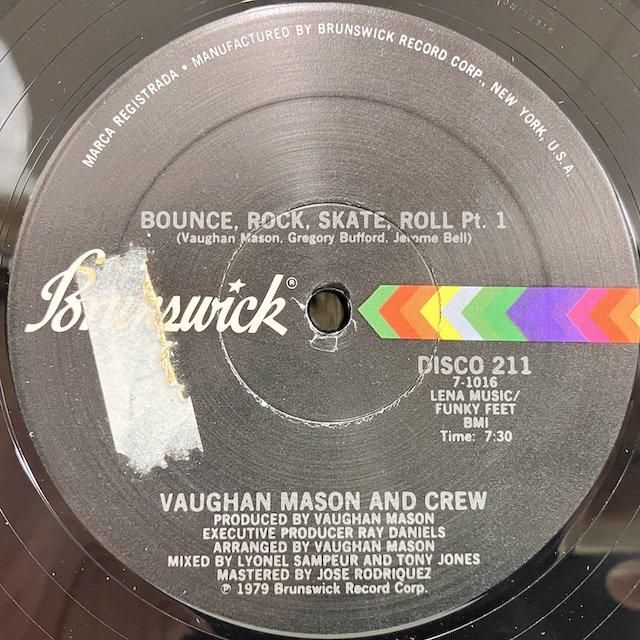 MARCA REGISTRADA • MANUFACTURED BY BRUNSWICK RECORD CORP., NEW YORK, U.S.A.
BOUNCE, ROCK, SKATE, ROLL Pt. 1
(Vaughan Mason, Gregory Bufford, Jerome Bell)
Brunswick®
DISCO 211
7-1016
LENA MUSIC/
FUNKY FEET
BMI
Time: 7:30
VAUGHAN MASON AND CREW
PRODUCED BY VAUGHAN MASON
EXECUTIVE PRODUCER RAY DANIELS
ARRANGED BY VAUGHAN MASON
MIXED BY LYONEL SAMPEUR AND TONY JONES
MASTERED BY JOSE RODRIQUEZ
℗ 1979 Brunswick Record Corp.